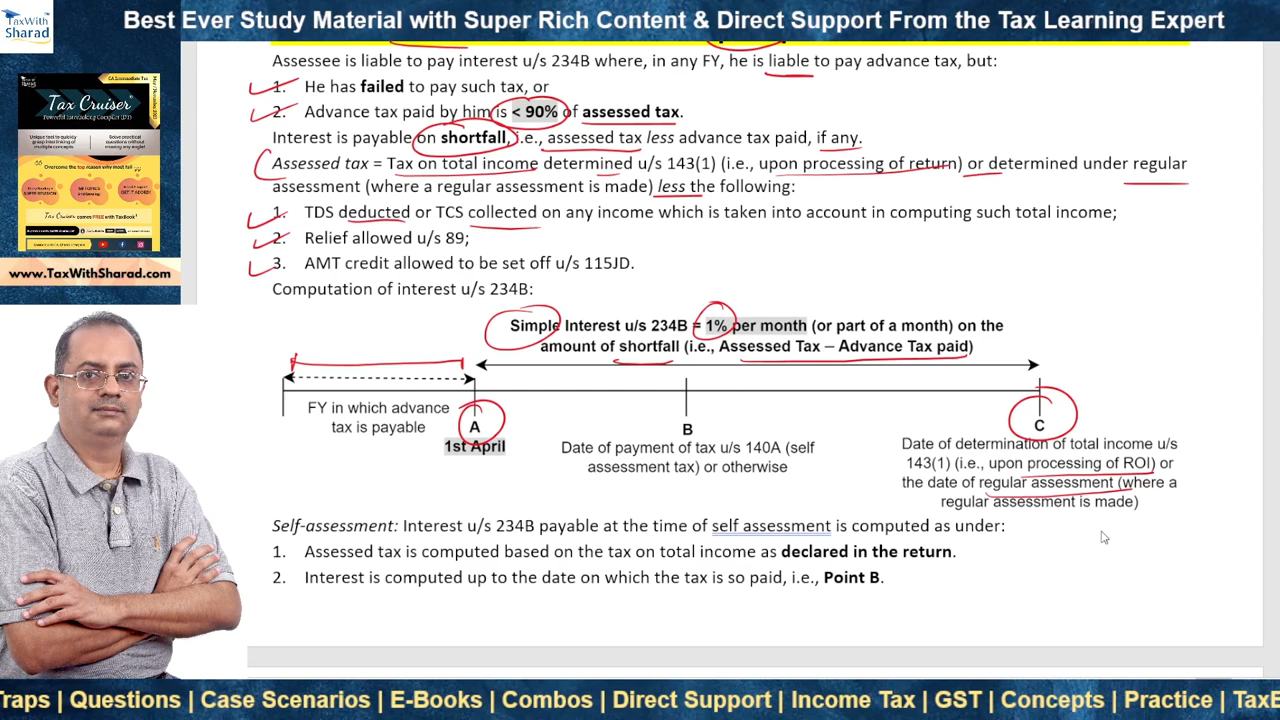 TaxWith
Sharad
Best Ever Study Material with Super Rich Content & Direct Support From the Tax Learning Expert
Tax Cruiser
www.TaxWithSharad.com
Assessee is liable to pay interest u/s 234B where, in any FY, he is liable to pay advance tax, but:
1. He has failed to pay such tax, or
2. Advance tax paid by him is < 90% of assessed tax.
Interest is payable on shortfall, i.e., assessed tax less advance tax paid, if any.
Assessed tax = Tax on total income determined u/s 143(1) (i.e., upon processing of return) or determined under regular
assessment (where a regular assessment is made) less the following:
1. TDS deducted or TCS collected on any income which is taken into account in computing such total income;
2. Relief allowed u/s 89;
3. AMT credit allowed to be set off u/s 115JD.
Computation of interest u/s 234B:
Simple Interest u/s 234B = 1% per month (or part of a month) on the
amount of shortfall (i.e., Assessed Tax – Advance Tax paid)
FY in which advance
tax is payable
A
1st April
B
Date of payment of tax u/s 140A (self
assessment tax) or otherwise
C
Date of determination of total income u/s
143(1) (i.e., upon processing of ROI) or
the date of regular assessment (where a
regular assessment is made)
Self-assessment: Interest u/s 234B payable at the time of self assessment is computed as under:
1. Assessed tax is computed based on the tax on total income as declared in the return.
2. Interest is computed up to the date on which the tax is so paid, i.e., Point B.
Traps | Questions | Case Scenarios | E-Books | Combos | Direct Support | Income Tax | GST | Concepts | Practice | TaxB